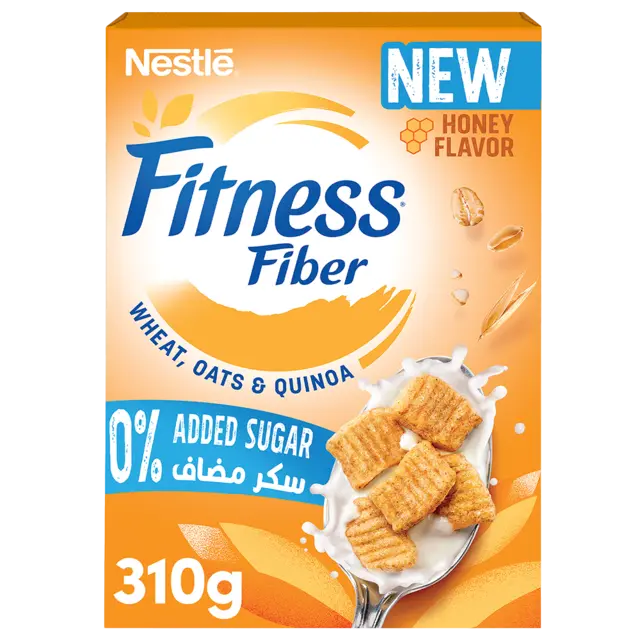 Nestlé
NEW
HONEY
FLAVOR
Fitness®
Fiber
WHEAT, OATS & QUINOA
0% ADDED SUGAR
سكر مضاف
310g